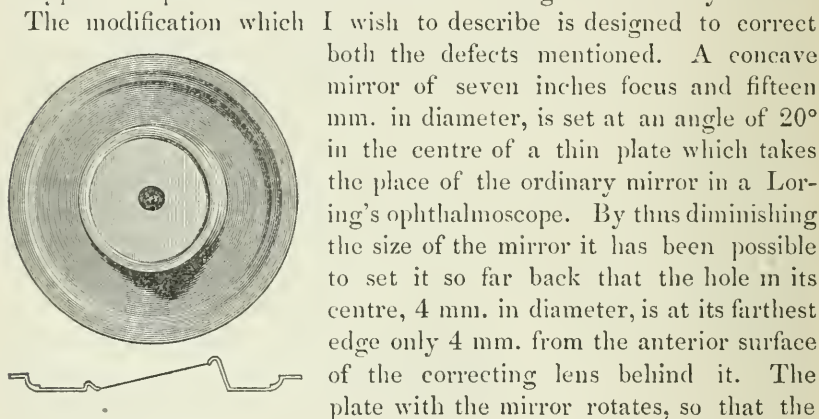 The modification which I wish to describe is designed to correct
both the defects mentioned. A concave
mirror of seven inches focus and fifteen
mm. in diameter, is set at an angle of 20°
in the centre of a thin plate which takes
the place of the ordinary mirror in a Lor-
ing's ophthalmoscope. By thus diminishing
the size of the mirror it has been possible
to set it so far back that the hole in its
centre, 4 mm. in diameter, is at its farthest
edge only 4 mm. from the anterior surface
of the correcting lens behind it. The
plate with the mirror rotates, so that the